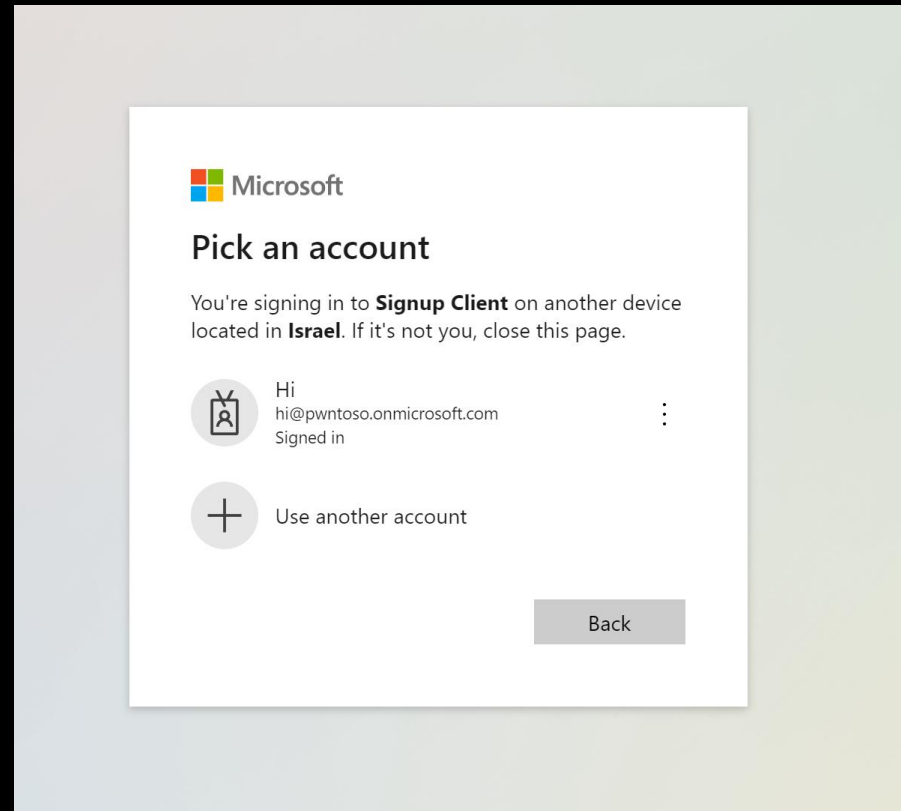 Microsoft
Pick an account
You're signing in to Signup Client on another device
located in Israel. If it's not you, close this page.
Hi
hi@pwntoso.onmicrosoft.com
Signed in
Use another account
Back